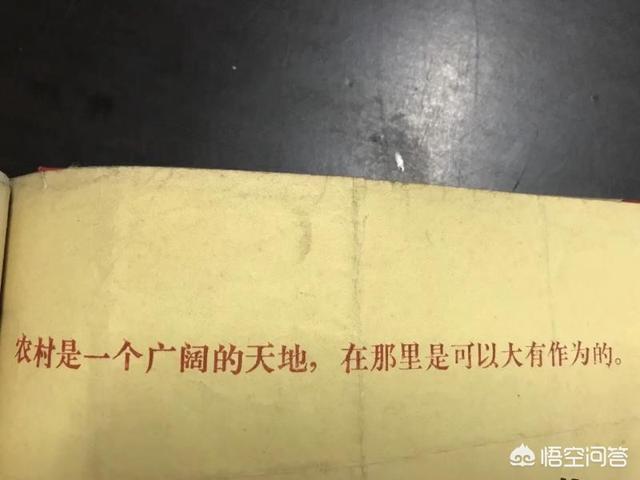 农村是一个广阔的天地，在那里是可以大有作为的。
悟空问答